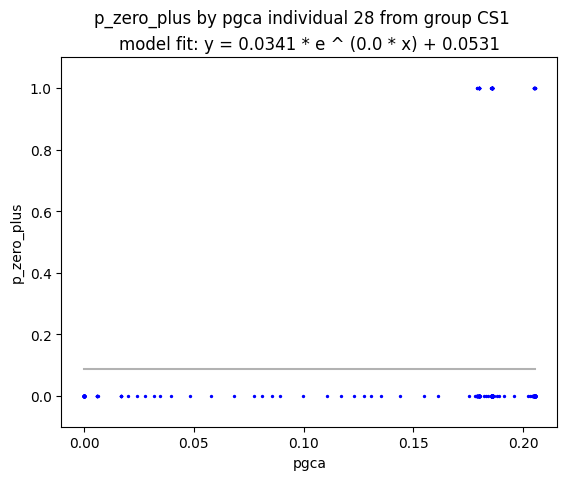 p_zero_plus by pgca individual 28 from group CS1
model fit: y = 0.0341 * e ^ (0.0 * x) + 0.0531
1.0
0.8
0.6
0.4
0.2
0.0
p_zero_plus
0.00 0.05 0.10 0.15 0.20
pgca